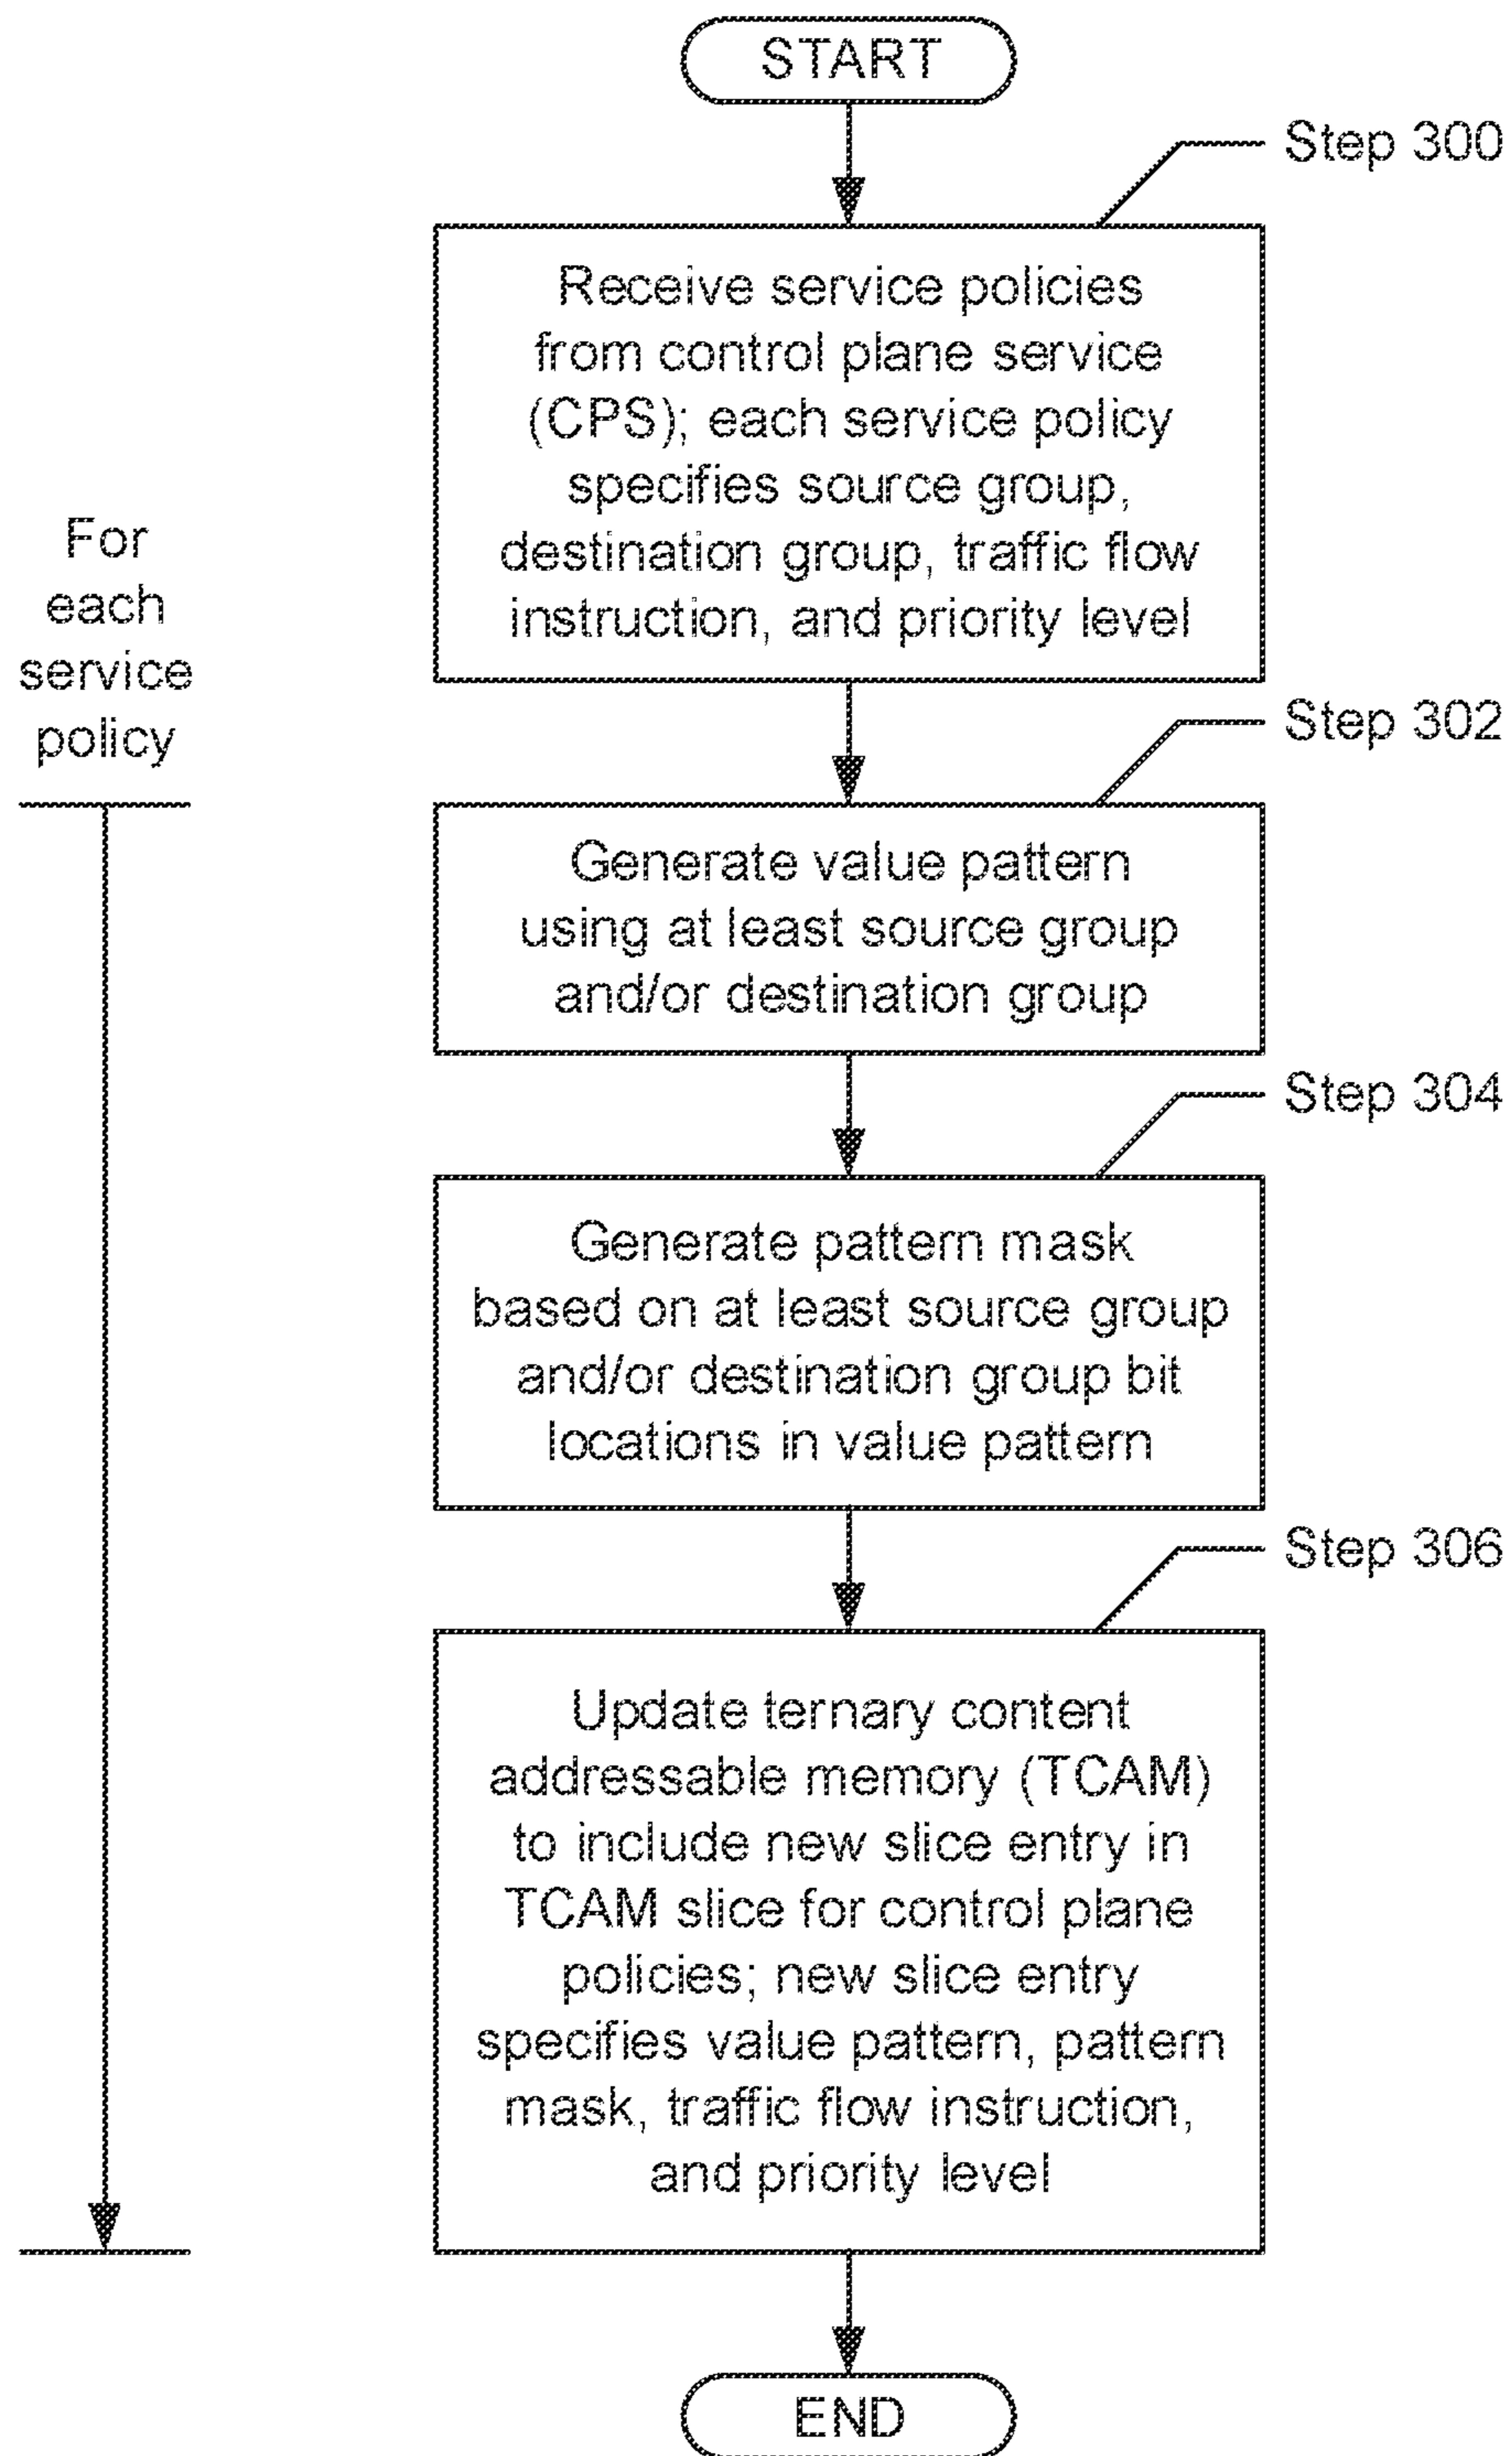 START
Step 300
Receive service policies
from control plane service
(CPS); each service policy
specifies source group,
destination group, traffic flow
instruction, and priority level
For
each
service
policy
Step 302
Generate value pattern
using at least source group
and/or destination group
Step 304
Generate pattern mask
based on at least source group
and/or destination group bit
locations in value pattern
Step 306
Update ternary content
addressable memory (TCAM)
to include new slice entry in
TCAM slice for control plane
policies; new slice entry
specifies value pattern, pattern
mask, traffic flow instruction,
and priority level
END